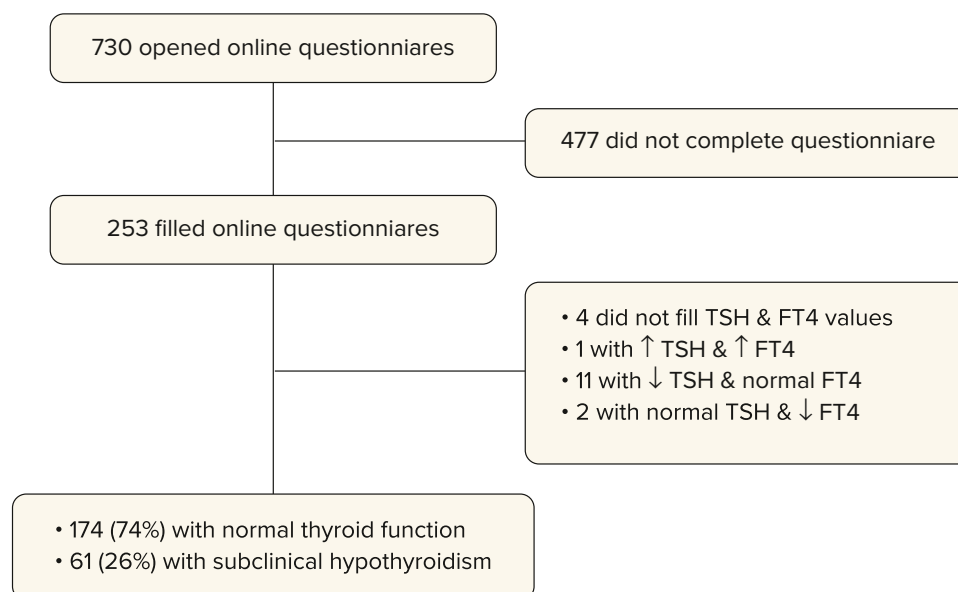 730 opened online questionniares
477 did not complete questionniare
253 filled online questionniares
• 4 did not fill TSH & FT4 values
• 1 with ↑ TSH & ↑ FT4
• 11 with ↓ TSH & normal FT4
• 2 with normal TSH & ↓ FT4
• 174 (74%) with normal thyroid function
• 61 (26%) with subclinical hypothyroidism